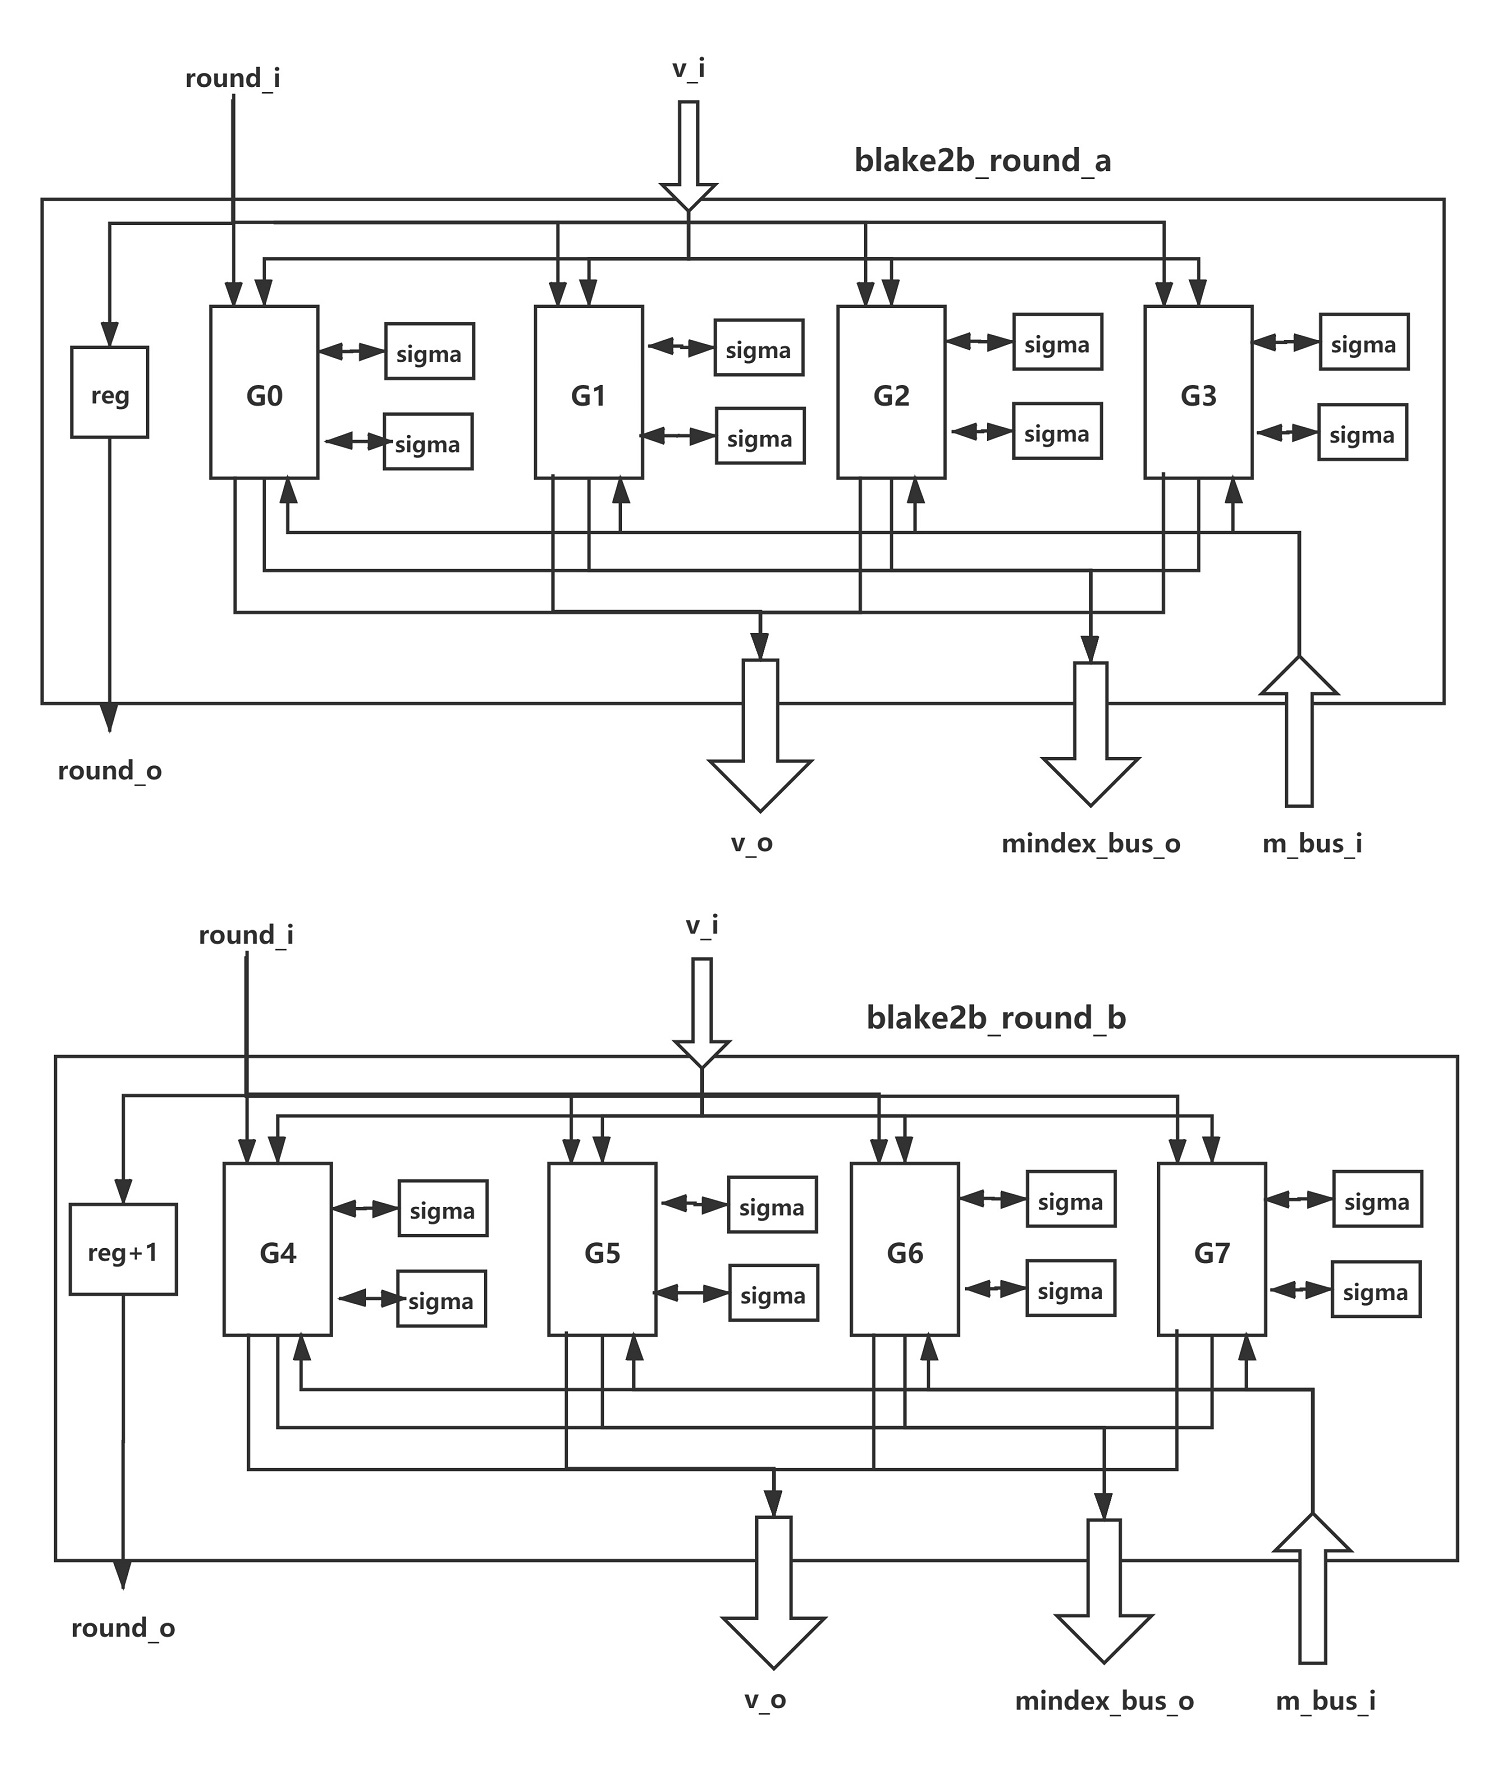 v_i
round_i
blake2b_round_a
sigma
sigma
sigma
sigma
reg
G0
G1
G2
G3
sigma
sigma
sigma
sigma
round_o
v_o
mindex_bus_o
m_bus_i
v_i
round_i
blake2b_round_b
sigma
sigma
sigma
sigma
reg+1
G4
G5
G6
G7
sigma
sigma
sigma
sigma
round_o
v_o
mindex_bus_o
m_bus_i